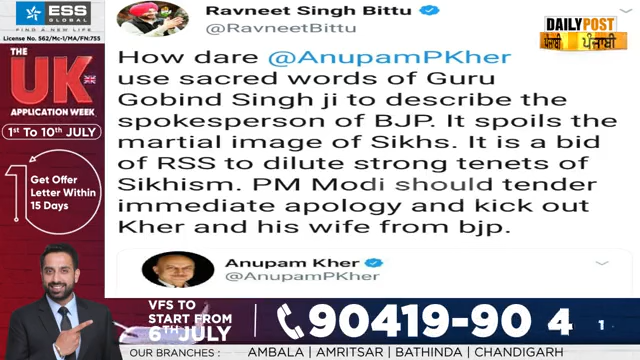 ESS
GLOBAL
FIND A NEW LIFE
License No. 562/Mc-1/MA/FN:755
THE
UK
APPLICATION WEEK
1st To 10th JULY
Get Offer
Letter Within
15 Days
Ravneet Singh Bittu
@RavneetBittu
DAILYPOST
ਪੰਜਾਬੀ ਪੰਜਾਬੀ
How dare @AnupamPKher
use sacred words of Guru
Gobind Singh ji to describe the
spokesperson of BJP. It spoils the
martial image of Sikhs. It is a bid
of RSS to dilute strong tenets of
Sikhism. PM Modi should tender
immediate apology and kick out
Kher and his wife from bjp.
Anupam Kher
@AnupamPKher
VFS TO
START FROM
6TH JULY
90419-90 4 1
OUR BRANCHES : AMBALA | AMRITSAR | BATHINDA | CHANDIGARH